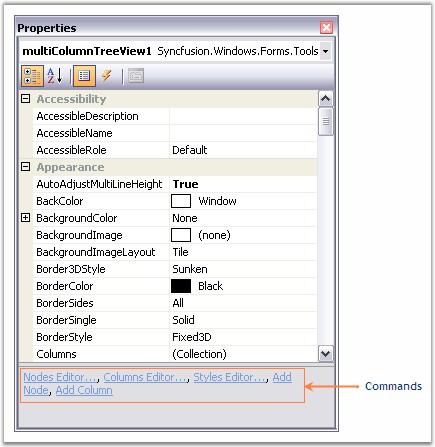 Properties
multiColumnTreeView1 Syncfusion.Windows.Forms.Tools
A
Z
Accessibility
AccessibleDescription
AccessibleName
AccessibleRole Default
Appearance
AutoAdjustMultiLineHeight True
BackColor Window
BackgroundColor None
BackgroundImage (none)
BackgroundImageLayout Tile
Border3DStyle Sunken
BorderColor Black
BorderSides All
BorderSingle Solid
BorderStyle Fixed3D
Columns (Collection)
Nodes Editor..., Columns Editor..., Styles Editor..., Add
Node, Add Column
Commands